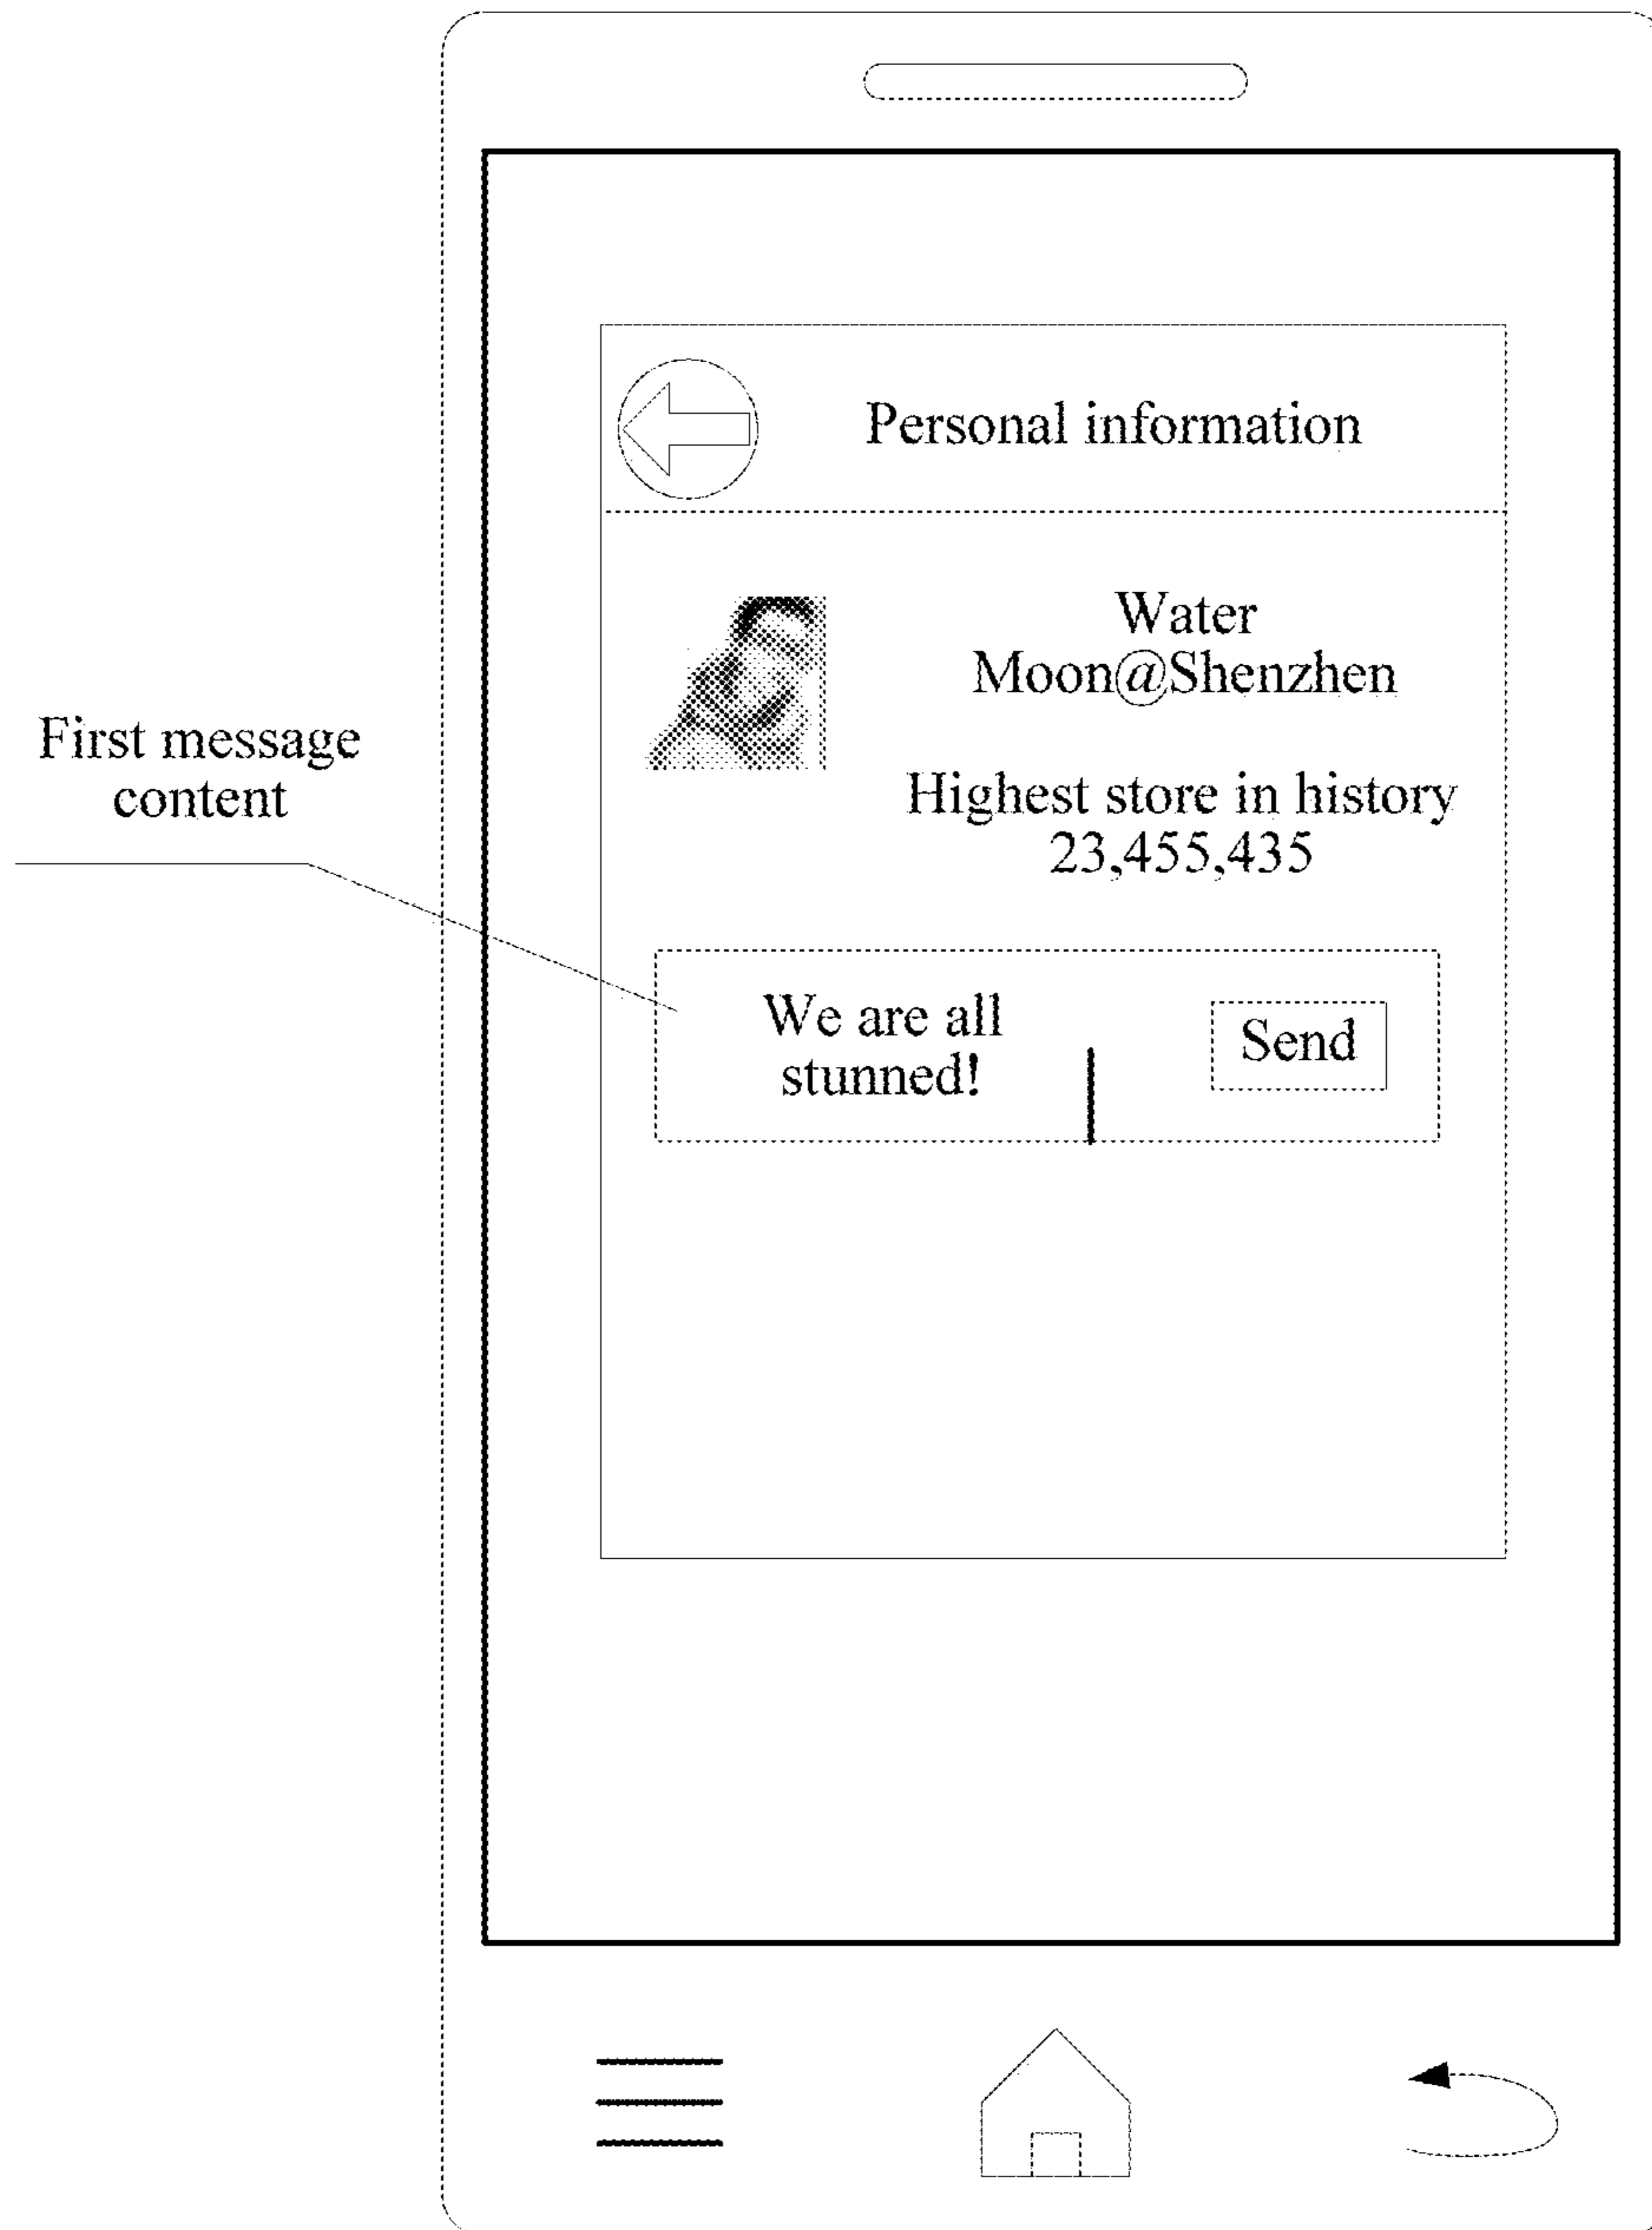 Personal information
Water
Moon@Shenzhen
First message
content
Highest store in history
23,455,435
We are all
stunned!
Send